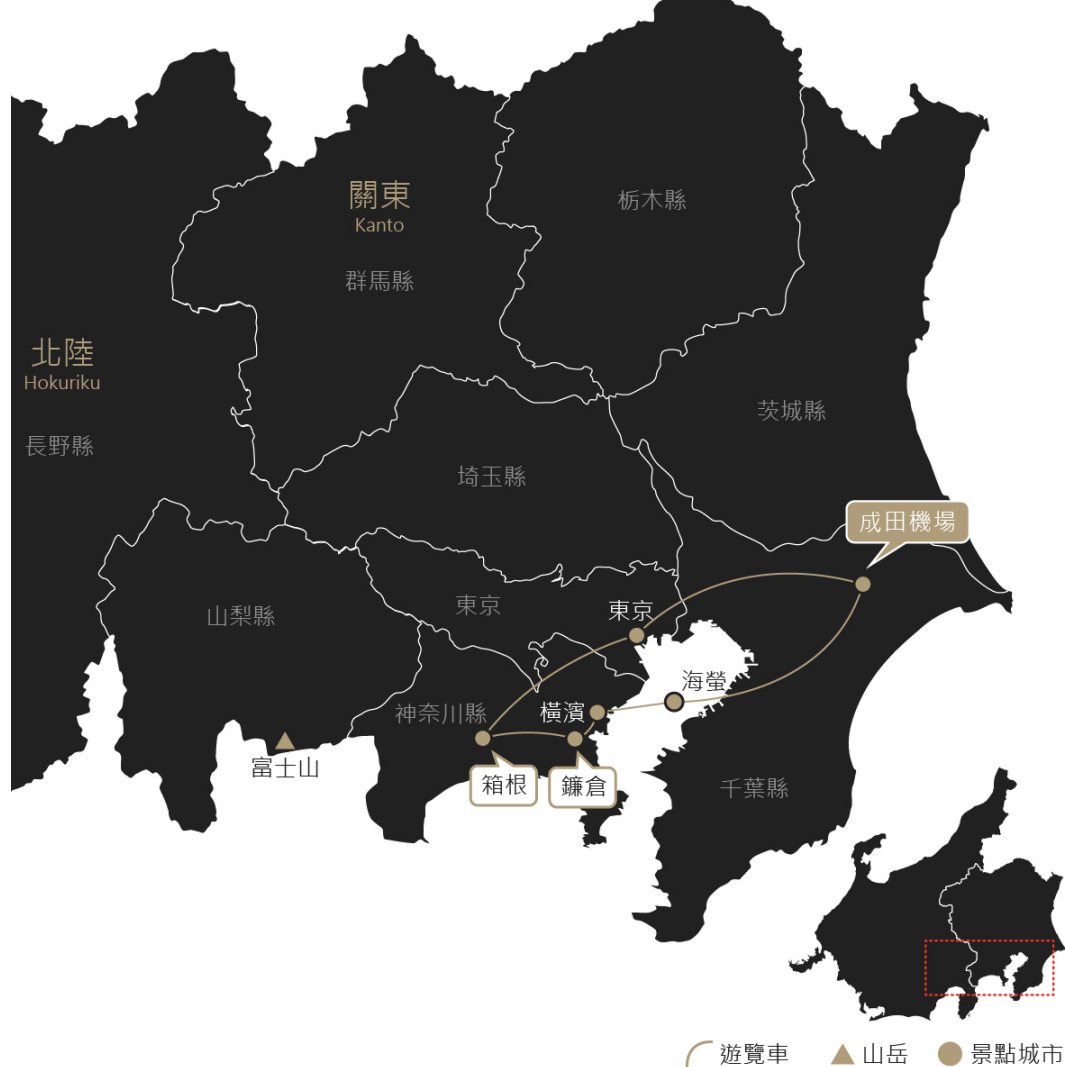 關東
Kanto
栃木縣
群馬縣
北陸
Hokuriku
長野縣
茨城縣
埼玉縣
成田機場
山梨縣
東京
東京
海螢
神奈川縣
橫濱
富士山
箱根
鐮倉
千葉縣
遊覽車
山岳
景點城市